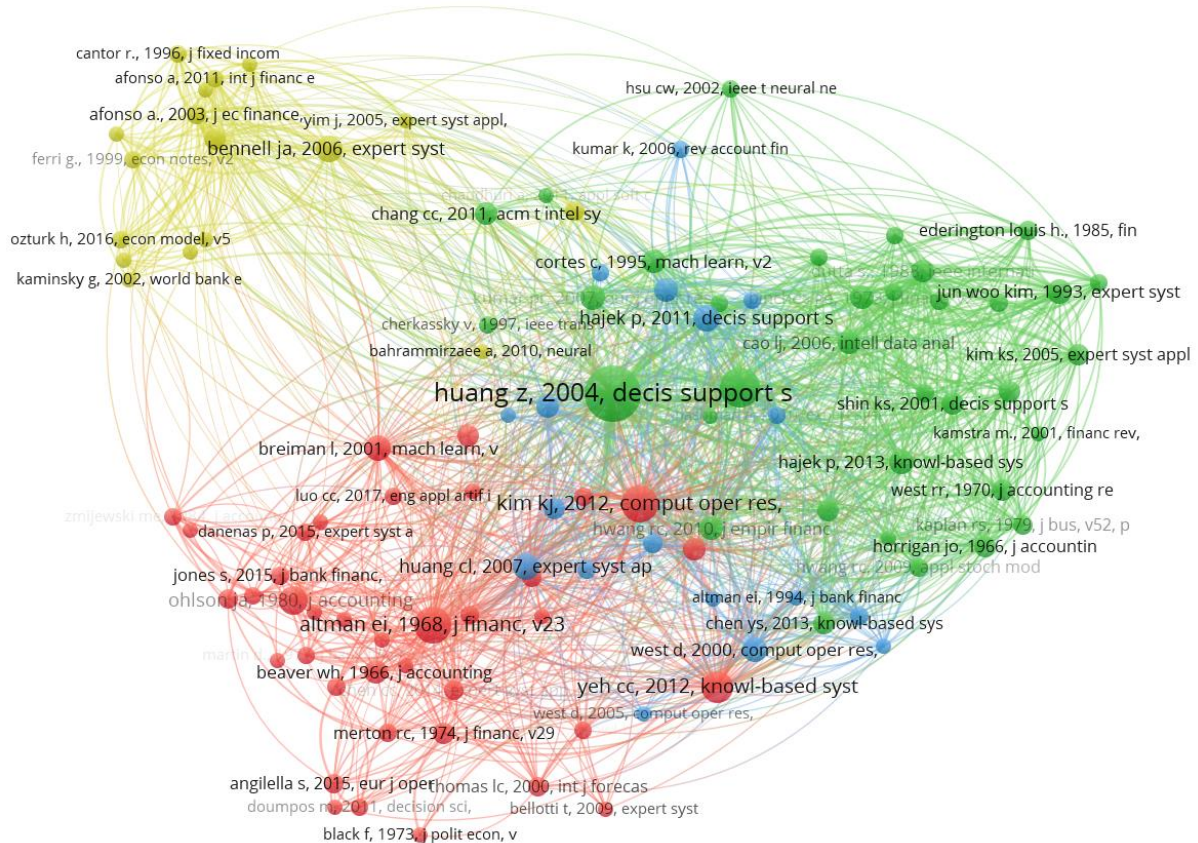 cantor r., 1996, j fixed incom
afonso a, 2011, int j financ e
hsu cw, 2002, ieee t neural ne
afonso a., 2003, j ec finance,
yim j, 2005, expert syst appl,
bennell ja, 2006, expert syst
kumar k, 2006, rev account fin
ferri g., 1999, econ notes, v2
chang cc, 2011, acm t intel sy
ederington louis h., 1985, fin
ozturk h, 2016, econ model, v5
cortes c, 1995, mach learn, v2
kaminsky g, 2002, world bank e
jun woo kim, 1993, expert syst
hajek p, 2011, decis support s
cherkassky v, 1997, ieee trans
cao lj, 2006, intell data anal
bahrammirzaee a, 2010, neural
kim ks, 2005, expert syst appl
huang z, 2004, decis support s
shin ks, 2001, decis support s
kamstra m., 2001, financ rev,
breiman l, 2001, mach learn, v
hajek p, 2013, knowl-based sys
luo cc, 2017, eng appl artif i
west rr, 1970, j accounting re
kim kj, 2012, comput oper res,
danenas p, 2015, expert syst a
hwang rc, 2010, j empir financ
kaplan rs, 1979, j bus, v52, p
horrigan jo, 1966, j accountin
huang cl, 2007, expert syst ap
hwang rc, 2009, appl stoch mod
jones s, 2015, j bank financ,
ohlson ja, 1980, j accounting
altman ei, 1994, j bank financ
altman ei, 1968, j financ, v23
chen ys, 2013, knowl-based sys
west d, 2000, comput oper res,
beaver wh, 1966, j accounting
yeh cc, 2012, knowl-based syst
west d, 2005, comput oper res,
merton rc, 1974, j financ, v29
angilella s, 2015, eur j oper
thomas lc, 2000, int j forecas
doumpos m, 2011, decision sci,
bellotti t, 2009, expert syst
black f, 1973, j polit econ, v